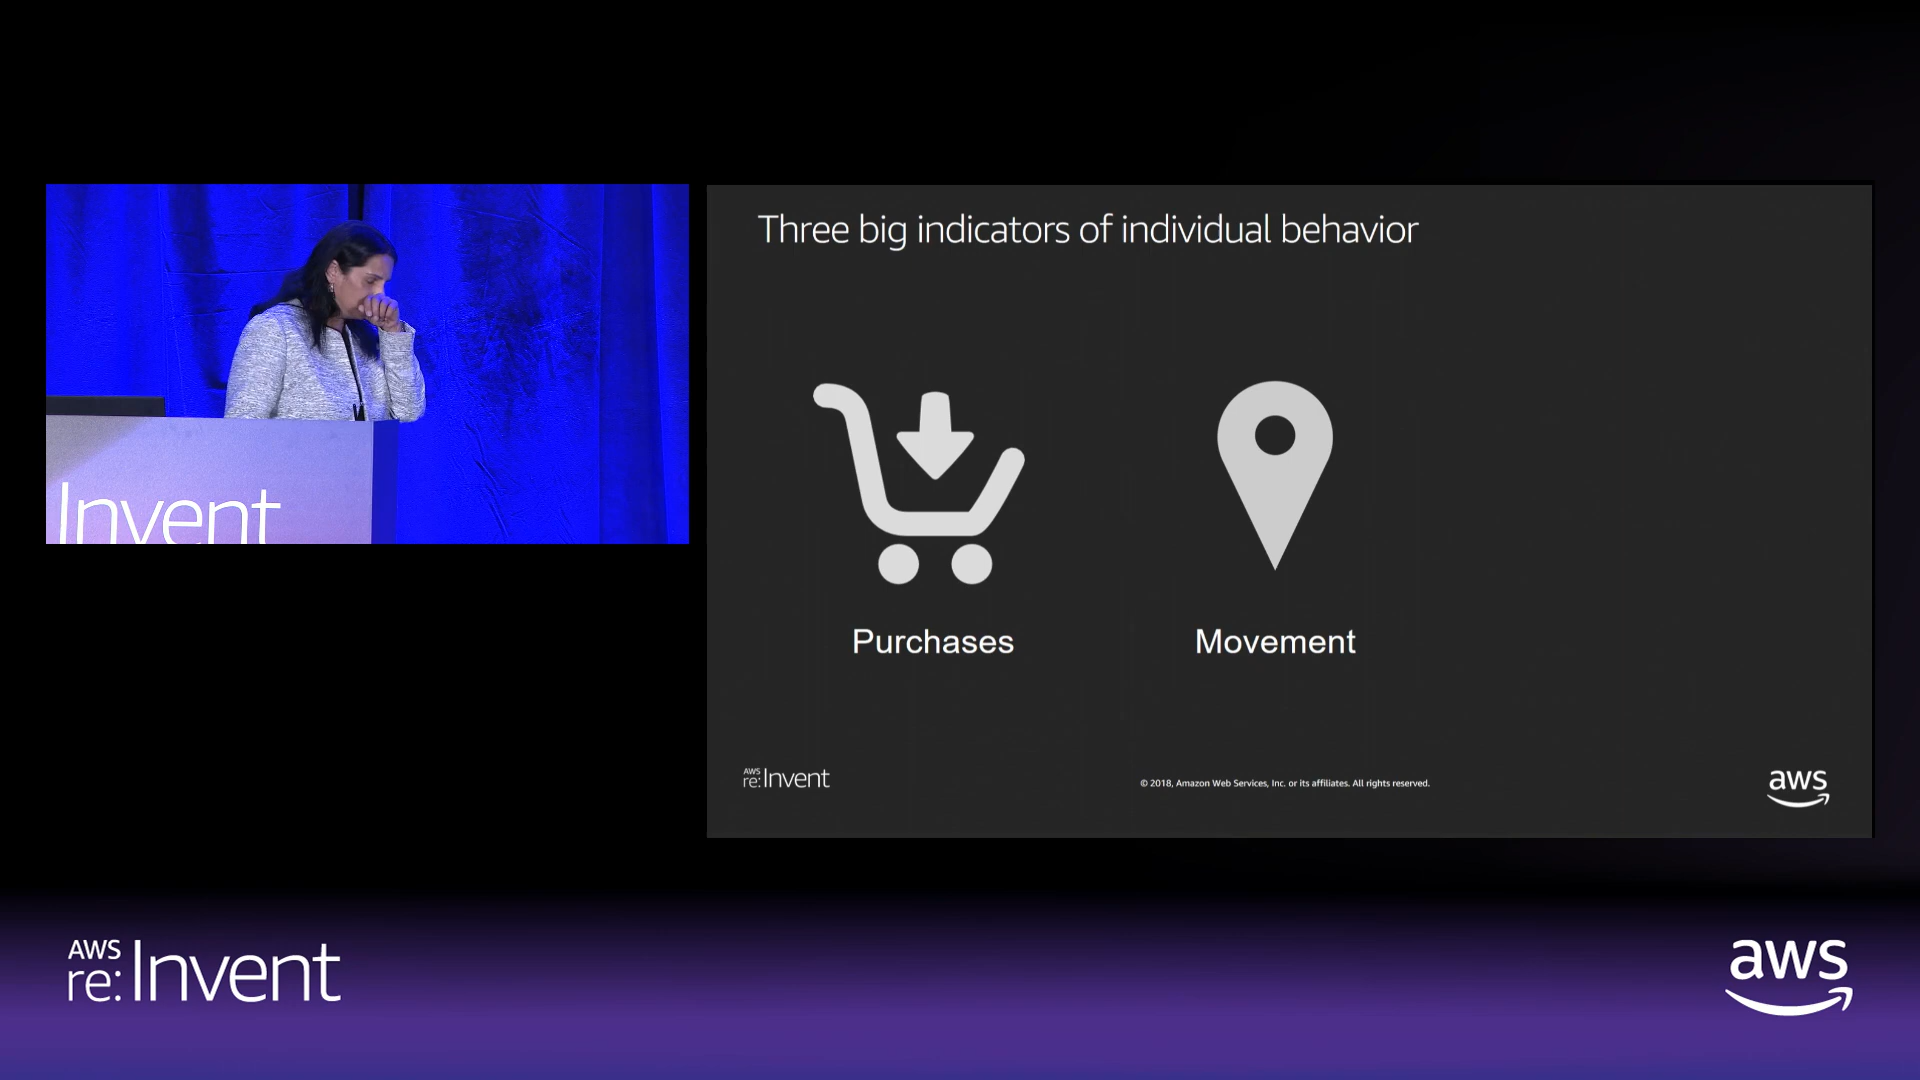 Three big indicators of individual behavior
Invent
Purchases
Movement
AWS
re:Invent
© 2018, Amazon Web Services, Inc. or its affiliates. All rights reserved.
aws
AWS
re:Invent
aws